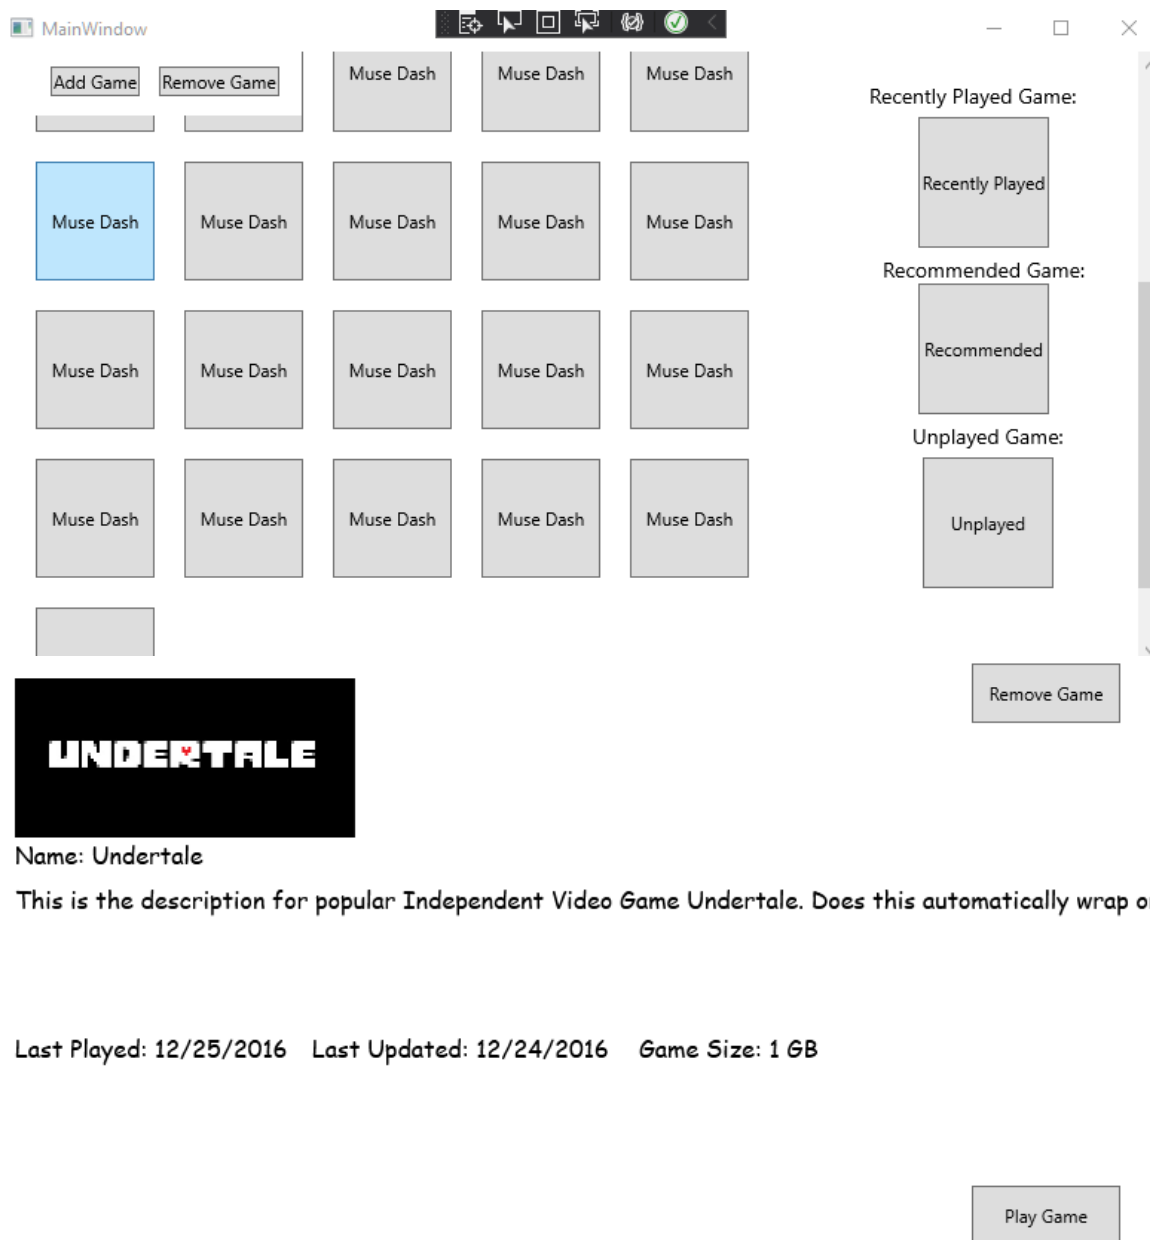 MainWindow
Add Game Remove Game Muse Dash Muse Dash Muse Dash
Recently Played Game:
Recently Played
Muse Dash Muse Dash Muse Dash Muse Dash Muse Dash
Recommended Game:
Recommended
Muse Dash Muse Dash Muse Dash Muse Dash Muse Dash
Unplayed Game:
Unplayed
Muse Dash Muse Dash Muse Dash Muse Dash Muse Dash
Remove Game
UNDERTALE
Name: Undertale
This is the description for popular Independent Video Game Undertale. Does this automatically wrap
Last Played: 12/25/2016 Last Updated: 12/24/2016 Game Size: 1 GB
Play Game